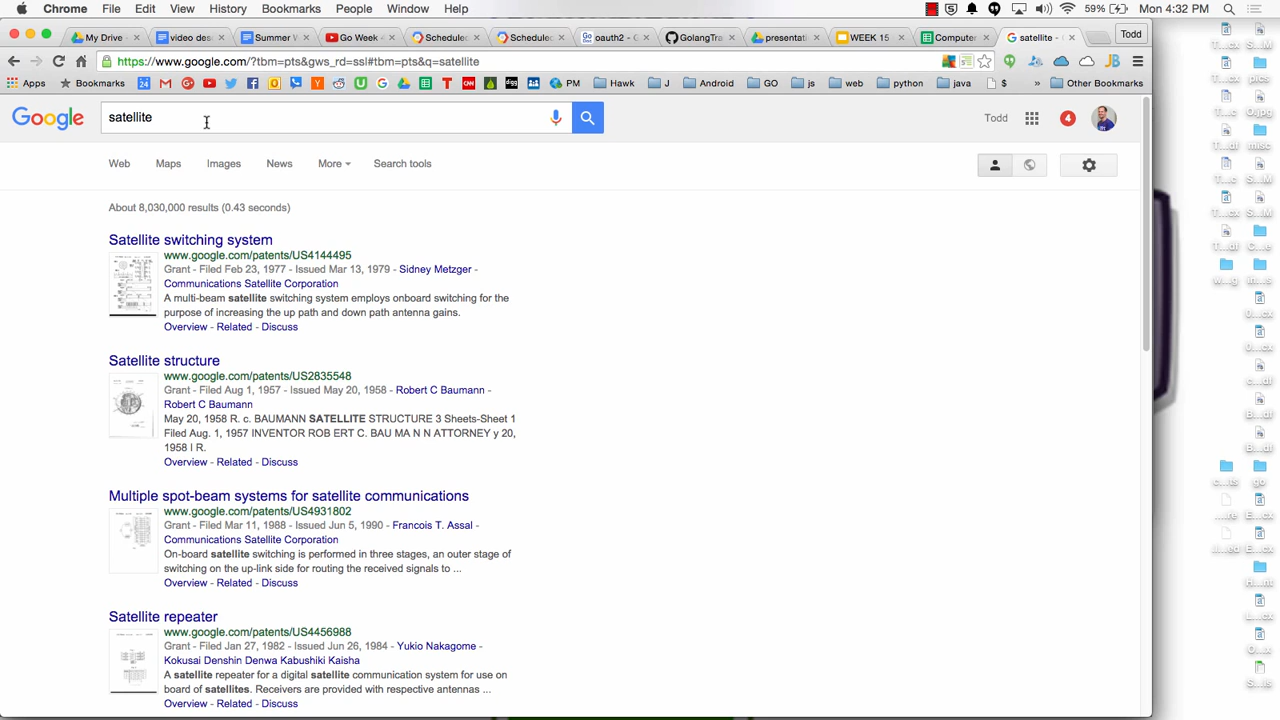 Chrome File Edit View History Bookmarks People Window Help 59% Mon 4:32 PM
My Drive - video des Summer W Go Week - Schedulec Schedulec oauth2 - G GolangTra presentati WEEK 15 Computer satellite - G Todd
https://www.google.com/?tbm=pts&gws_rd=ssl#tbm=pts&q=satellite
Apps Bookmarks 24 PM Hawk J Android GO js web python java $ » Other Bookmarks
Google satellite Todd 4
Web Maps Images News More Search tools
About 8,030,000 results (0.43 seconds)
Satellite switching system
www.google.com/patents/US4144495
Grant - Filed Feb 23, 1977 - Issued Mar 13, 1979 - Sidney Metzger -
Communications Satellite Corporation
A multi-beam satellite switching system employs onboard switching for the
purpose of increasing the up path and down path antenna gains.
Overview - Related - Discuss
Satellite structure
www.google.com/patents/US2835548
Grant - Filed Aug 1, 1957 - Issued May 20, 1958 - Robert C Baumann -
Robert C Baumann
May 20, 1958 R. c. BAUMANN SATELLITE STRUCTURE 3 Sheets-Sheet 1
Filed Aug. 1, 1957 INVENTOR ROB ERT C. BAU MA N N ATTORNEY y 20,
1958 l R.
Overview - Related - Discuss
Multiple spot-beam systems for satellite communications
www.google.com/patents/US4931802
Grant - Filed Mar 11, 1988 - Issued Jun 5, 1990 - Francois T. Assal -
Communications Satellite Corporation
On-board satellite switching is performed in three stages, an outer stage of
switching on the up-link side for routing the received signals to ...
Overview - Related - Discuss
Satellite repeater
www.google.com/patents/US4456988
Grant - Filed Jan 27, 1982 - Issued Jun 26, 1984 - Yukio Nakagome -
Kokusai Denshin Denwa Kabushiki Kaisha
A satellite repeater for a digital satellite communication system for use on
board of satellites. Receivers are provided with respective antennas ...
Overview - Related - Discuss